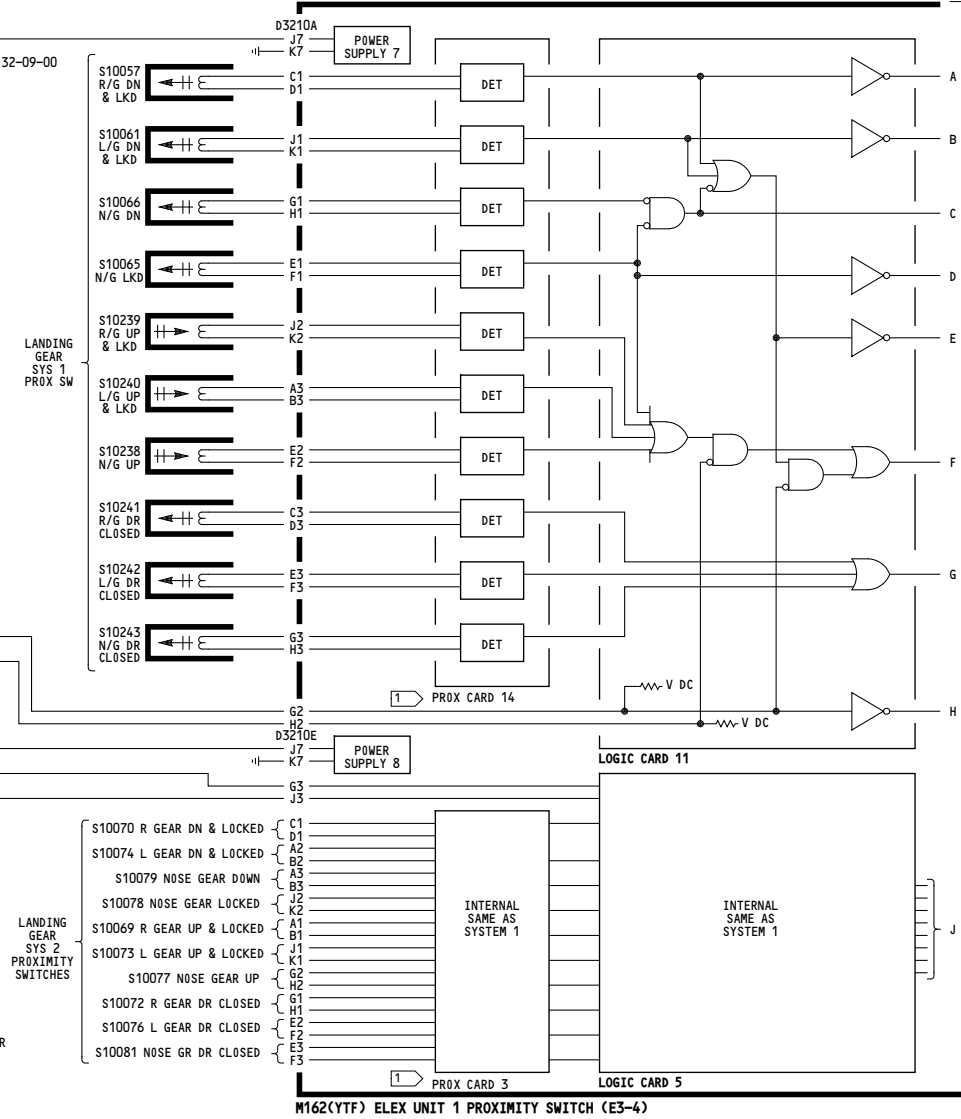 D3210A
J7
K7
POWER
SUPPLY 7
32-09-00
S10057
R/G DN
& LKD
C1
D1
DET
A
S10061
L/G DN
& LKD
J1
K1
DET
B
S10066
N/G DN
G1
H1
DET
C
S10065
N/G LKD
E1
F1
DET
D
S10239
R/G UP
& LKD
J2
K2
DET
E
LANDING
GEAR
SYS 1
PROX SW
S10240
L/G UP
& LKD
A3
B3
DET
S10238
N/G UP
E2
F2
DET
F
S10241
R/G DR
CLOSED
C3
D3
DET
S10242
L/G DR
CLOSED
E3
F3
DET
G
S10243
N/G DR
CLOSED
G3
H3
DET
1
PROX CARD 14
V DC
G2
H2
V DC
H
D3210E
J7
K7
POWER
SUPPLY 8
LOGIC CARD 11
G3
J3
S10070 R GEAR DN & LOCKED
C1
D1
S10074 L GEAR DN & LOCKED
A2
B2
S10079 NOSE GEAR DOWN
A3
B3
S10078 NOSE GEAR LOCKED
J2
K2
S10069 R GEAR UP & LOCKED
A1
B1
S10073 L GEAR UP & LOCKED
J1
K1
S10077 NOSE GEAR UP
G2
H2
S10072 R GEAR DR CLOSED
G1
H1
S10076 L GEAR DR CLOSED
E2
F2
S10081 NOSE GR DR CLOSED
E3
F3
LANDING
GEAR
SYS 2
PROXIMITY
SWITCHES
INTERNAL
SAME AS
SYSTEM 1
INTERNAL
SAME AS
SYSTEM 1
J
R
1
PROX CARD 3
LOGIC CARD 5
M162(YTF) ELEX UNIT 1 PROXIMITY SWITCH (E3-4)